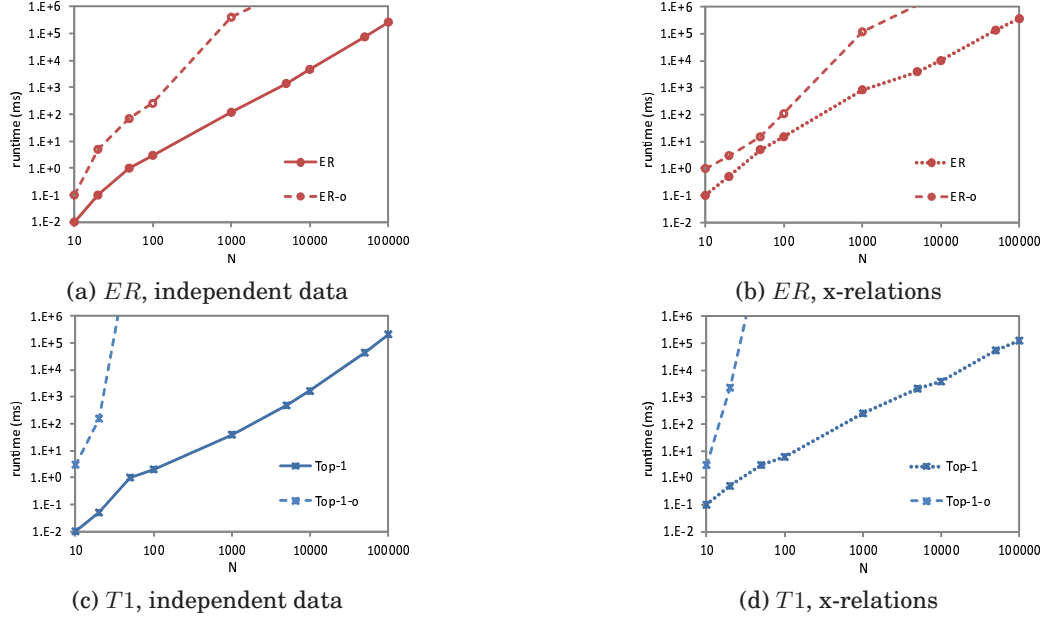 1.E+6
1.E+5
1.E+4
1.E+3
1.E+2
1.E+1
1.E+0
1.E-1
1.E-2
runtime (ms)
10 100 1000 10000 100000
N
ER
ER-o
(a) ER, independent data
1.E+6
1.E+5
1.E+4
1.E+3
1.E+2
1.E+1
1.E+0
1.E-1
1.E-2
runtime (ms)
10 100 1000 10000 100000
N
ER
ER-o
(b) ER, x-relations
1.E+6
1.E+5
1.E+4
1.E+3
1.E+2
1.E+1
1.E+0
1.E-1
1.E-2
runtime (ms)
10 100 1000 10000 100000
N
Top-1
Top-1-o
(c) T1, independent data
1.E+6
1.E+5
1.E+4
1.E+3
1.E+2
1.E+1
1.E+0
1.E-1
1.E-2
runtime (ms)
10 100 1000 10000 100000
N
Top-1
Top-1-o
(d) T1, x-relations